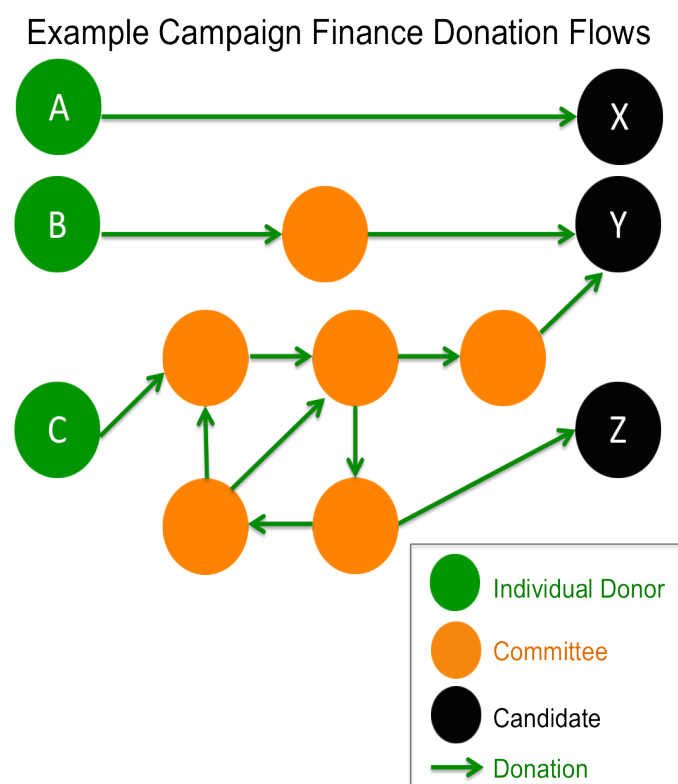 Example Campaign Finance Donation Flows
A
X
B
Y
C
Z
Individual Donor
Committee
Candidate
Donation